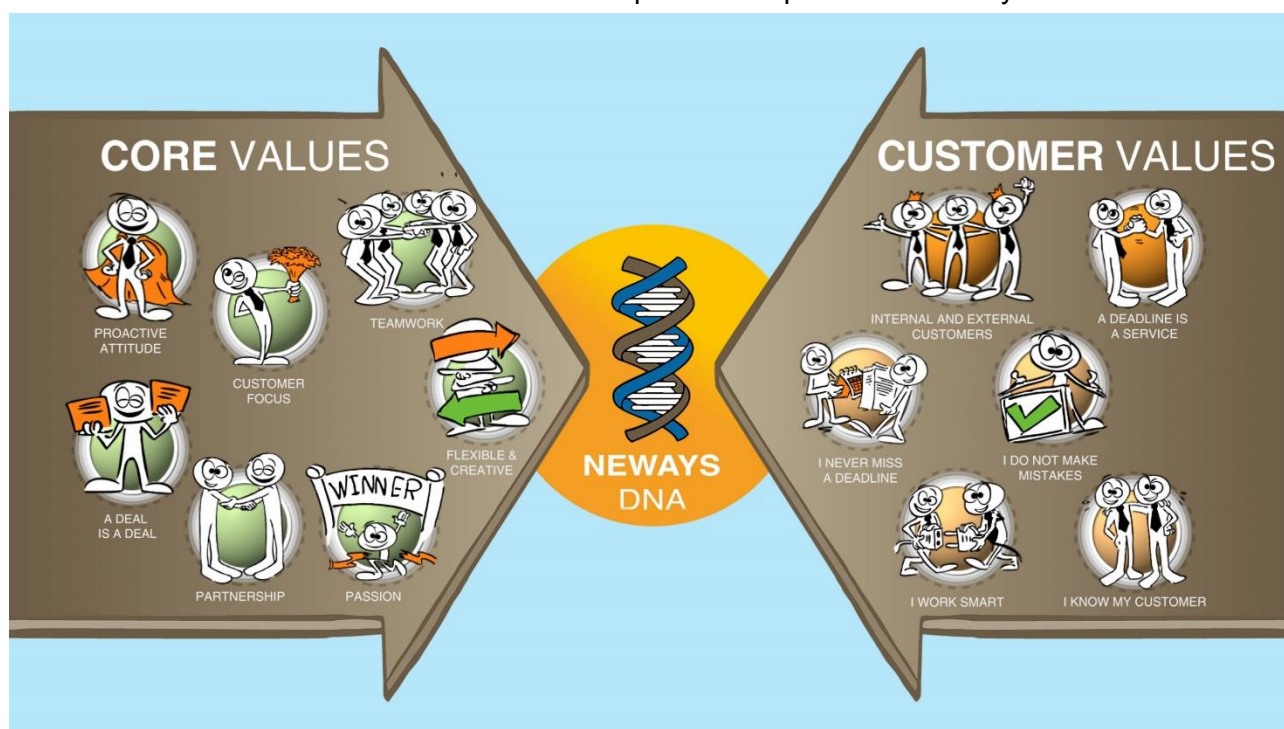 CORE VALUES
PROACTIVE
ATTITUDE
CUSTOMER
FOCUS
TEAMWORK
A DEAL
IS A DEAL
PARTNERSHIP
WINNER
PASSION
FLEXIBLE &
CREATIVE
NEWAYS
DNA
CUSTOMER VALUES
INTERNAL AND EXTERNAL
CUSTOMERS
A DEADLINE IS
A SERVICE
I NEVER MISS
A DEADLINE
I DO NOT MAKE
MISTAKES
I WORK SMART
I KNOW MY CUSTOMER